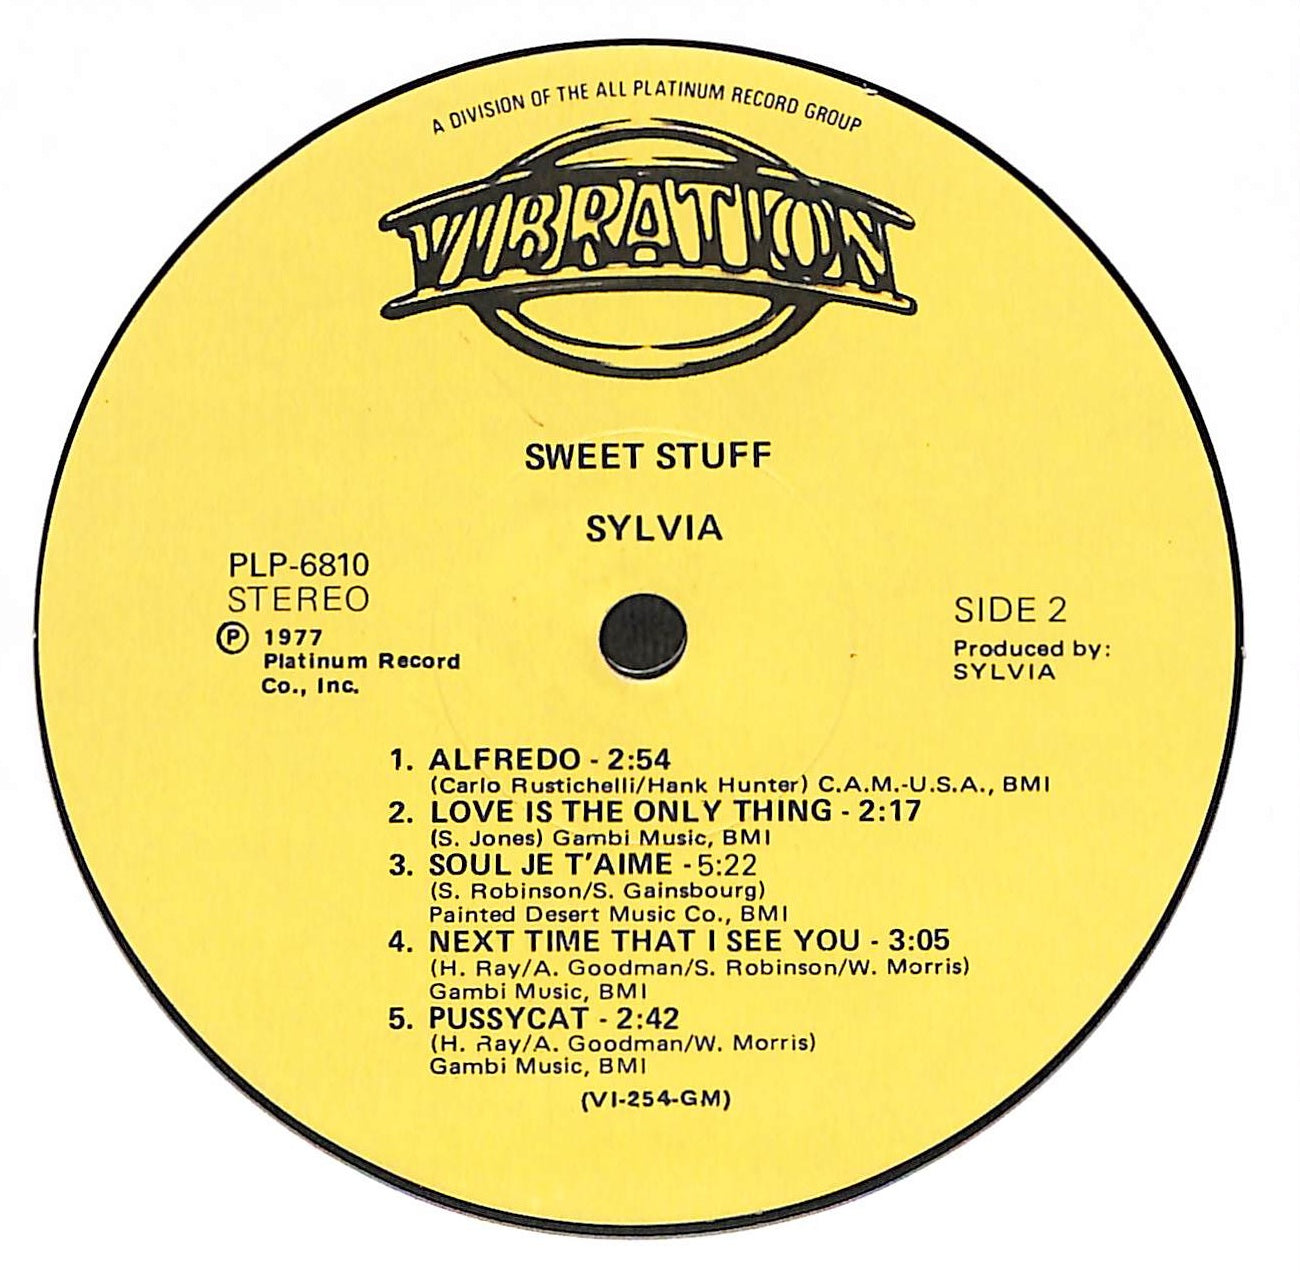 A DIVISION OF THE ALL PLATINUM RECORD GROUP
VIBRATION
SWEET STUFF
SYLVIA
PLP-6810
STEREO
Ⓟ 1977
Platinum Record
Co., Inc.
SIDE 2
Produced by:
SYLVIA
1. ALFREDO - 2:54
(Carlo Rustichelli/Hank Hunter) C.A.M.-U.S.A., BMI
2. LOVE IS THE ONLY THING - 2:17
(S. Jones) Gambi Music, BMI
3. SOUL JE T'AIME - 5:22
(S. Robinson/S. Gainsbourg)
Painted Desert Music Co., BMI
4. NEXT TIME THAT I SEE YOU - 3:05
(H. Ray/A. Goodman/S. Robinson/W. Morris)
Gambi Music, BMI
5. PUSSYCAT - 2:42
(H. Ray/A. Goodman/W. Morris)
Gambi Music, BMI
(VI-254-GM)